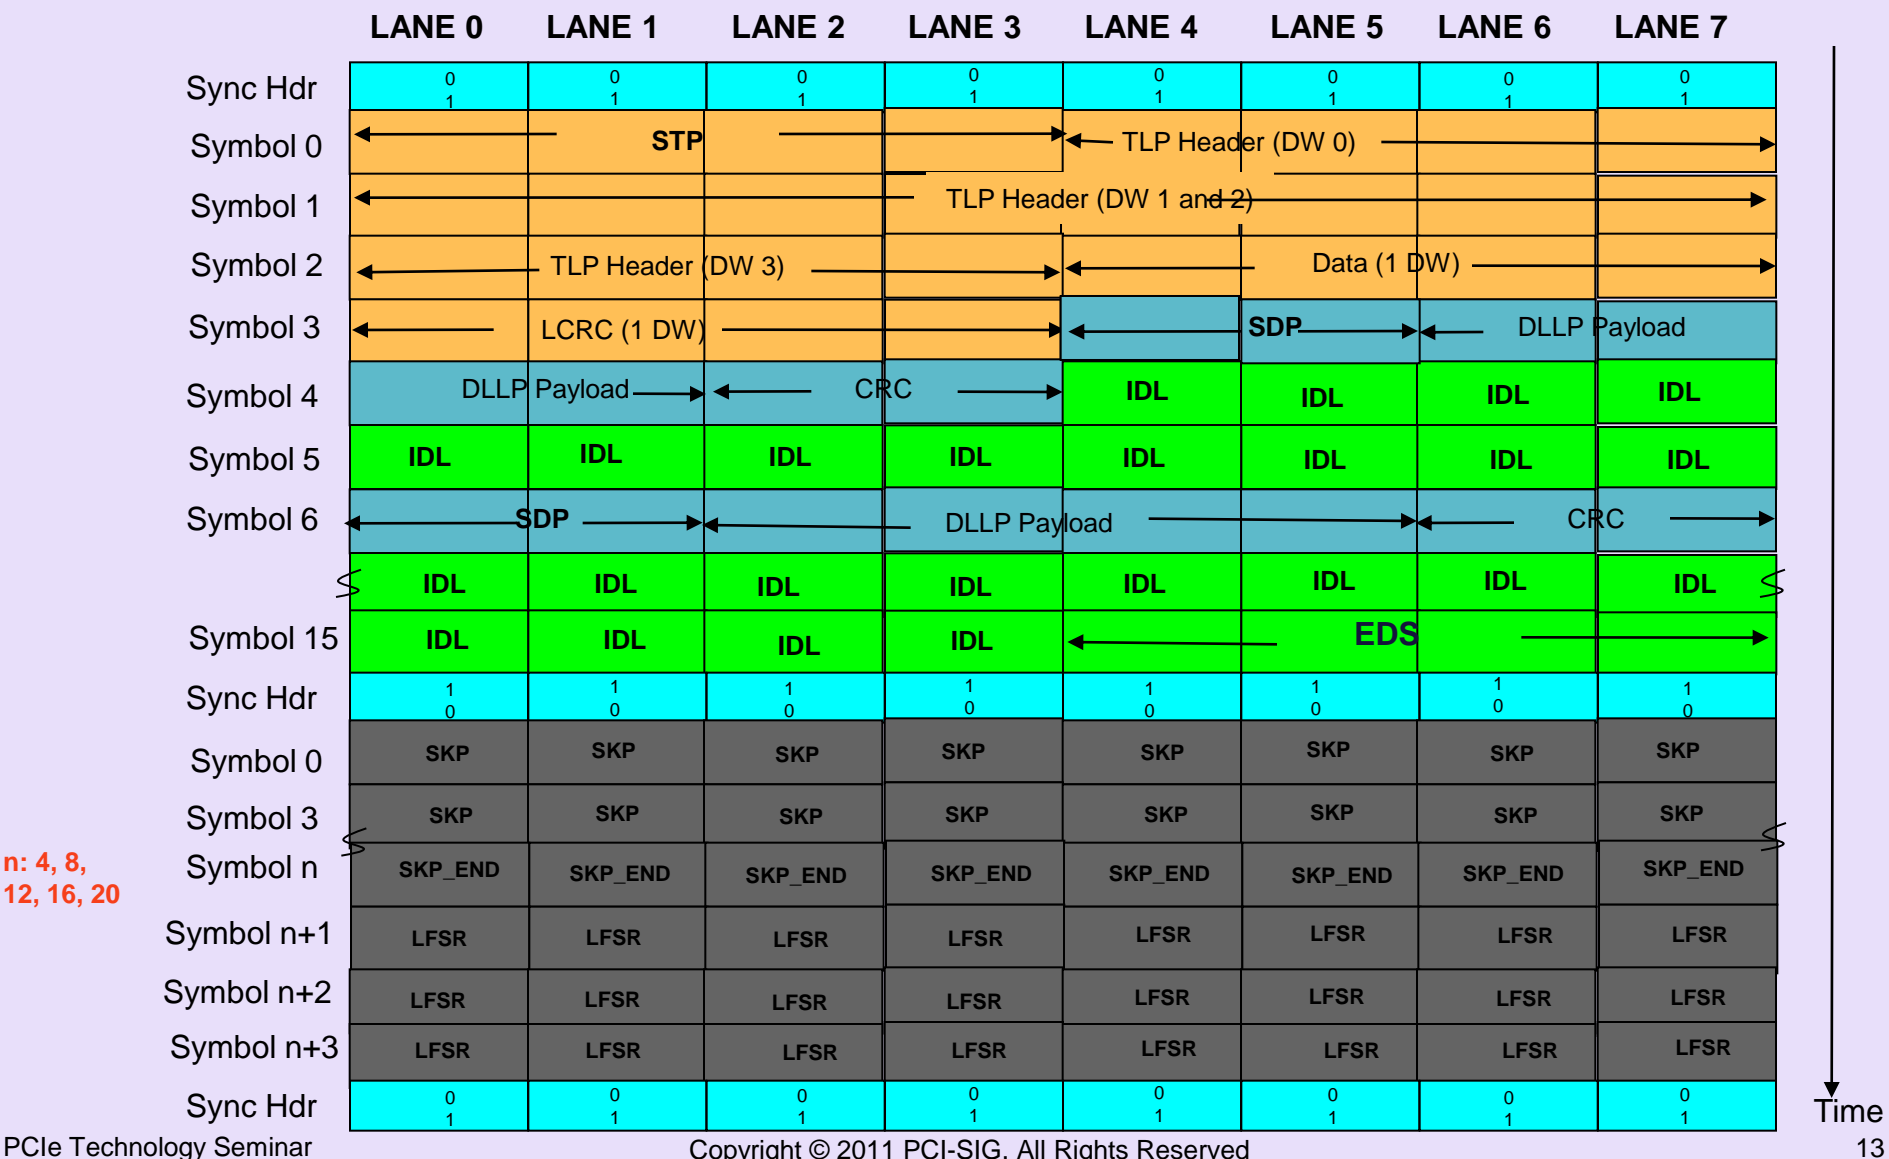 LANE 0 LANE 1 LANE 2 LANE 3 LANE 4 LANE 5 LANE 6 LANE 7
Sync Hdr 0 0 0 0 0 0 0 0
1 1 1 1 1 1 1 1
Symbol 0 STP TLP Header (DW 0)
Symbol 1 TLP Header (DW 1 and 2)
Symbol 2 TLP Header (DW 3) Data (1 DW)
Symbol 3 LCRC (1 DW) SDP DLLP Payload
Symbol 4 DLLP Payload CRC IDL IDL IDL IDL
Symbol 5 IDL IDL IDL IDL IDL IDL IDL IDL
Symbol 6 SDP DLLP Payload CRC
IDL IDL IDL IDL IDL IDL IDL IDL
Symbol 15 IDL IDL IDL IDL EDS
Sync Hdr 1 1 1 1 1 1 1 1
0 0 0 0 0 0 0 0
Symbol 0 SKP SKP SKP SKP SKP SKP SKP SKP
Symbol 3 SKP SKP SKP SKP SKP SKP SKP SKP
n: 4, 8,
12, 16, 20
Symbol n SKP_END SKP_END SKP_END SKP_END SKP_END SKP_END SKP_END SKP_END
Symbol n+1 LFSR LFSR LFSR LFSR LFSR LFSR LFSR LFSR
Symbol n+2 LFSR LFSR LFSR LFSR LFSR LFSR LFSR LFSR
Symbol n+3 LFSR LFSR LFSR LFSR LFSR LFSR LFSR LFSR
Sync Hdr 0 0 0 0 0 0 0 0
1 1 1 1 1 1 1 1
Time
PCIe Technology Seminar Copyright © 2011 PCI-SIG, All Rights Reserved 13